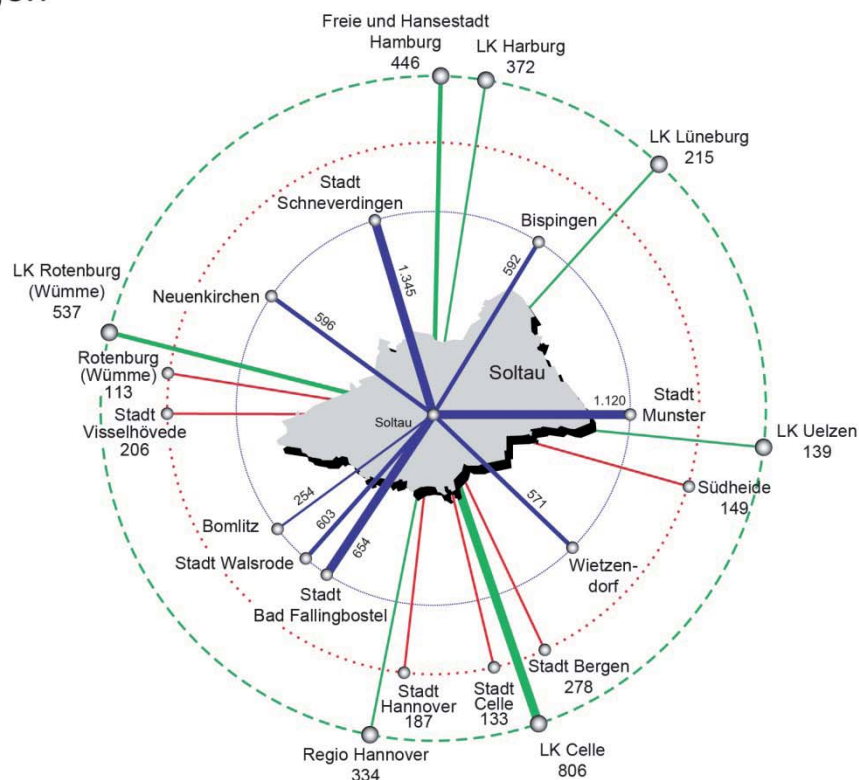 Freie und Hansestadt
Hamburg
446
LK Harburg
372
LK Lüneburg
215
Stadt
Schneverdingen
Bispingen
1.345
592
LK Rotenburg
(Wümme)
537
Neuenkirchen
596
Rotenburg
(Wümme)
113
Soltau
Stadt
Visselhövede
206
Soltau
1.120
Stadt
Munster
LK Uelzen
139
Südheide
149
254
603
654
571
Bomlitz
Stadt Walsrode
Stadt
Bad Fallingbostel
Wietzen-
dorf
Stadt Bergen
278
Stadt
Hannover
187
Stadt
Celle
133
Regio Hannover
334
LK Celle
806